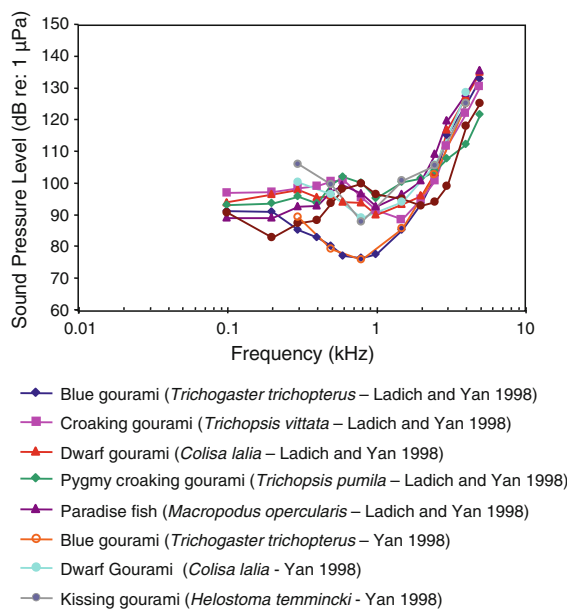 Sound Pressure Level (dB re: 1 μPa)
150
140
130
120
110
100
90
80
70
60
0.01
0.1
1
10
Frequency (kHz)
Blue gourami (Trichogaster trichopterus – Ladich and Yan 1998)
Croaking gourami (Trichopsis vittata – Ladich and Yan 1998)
Dwarf gourami (Colisa lalia – Ladich and Yan 1998)
Pygmy croaking gourami (Trichopsis pumila – Ladich and Yan 1998)
Paradise fish (Macropodus opercularis – Ladich and Yan 1998)
Blue gourami (Trichogaster trichopterus – Yan 1998)
Dwarf Gourami (Colisa lalia - Yan 1998)
Kissing gourami (Helostoma temmincki - Yan 1998)